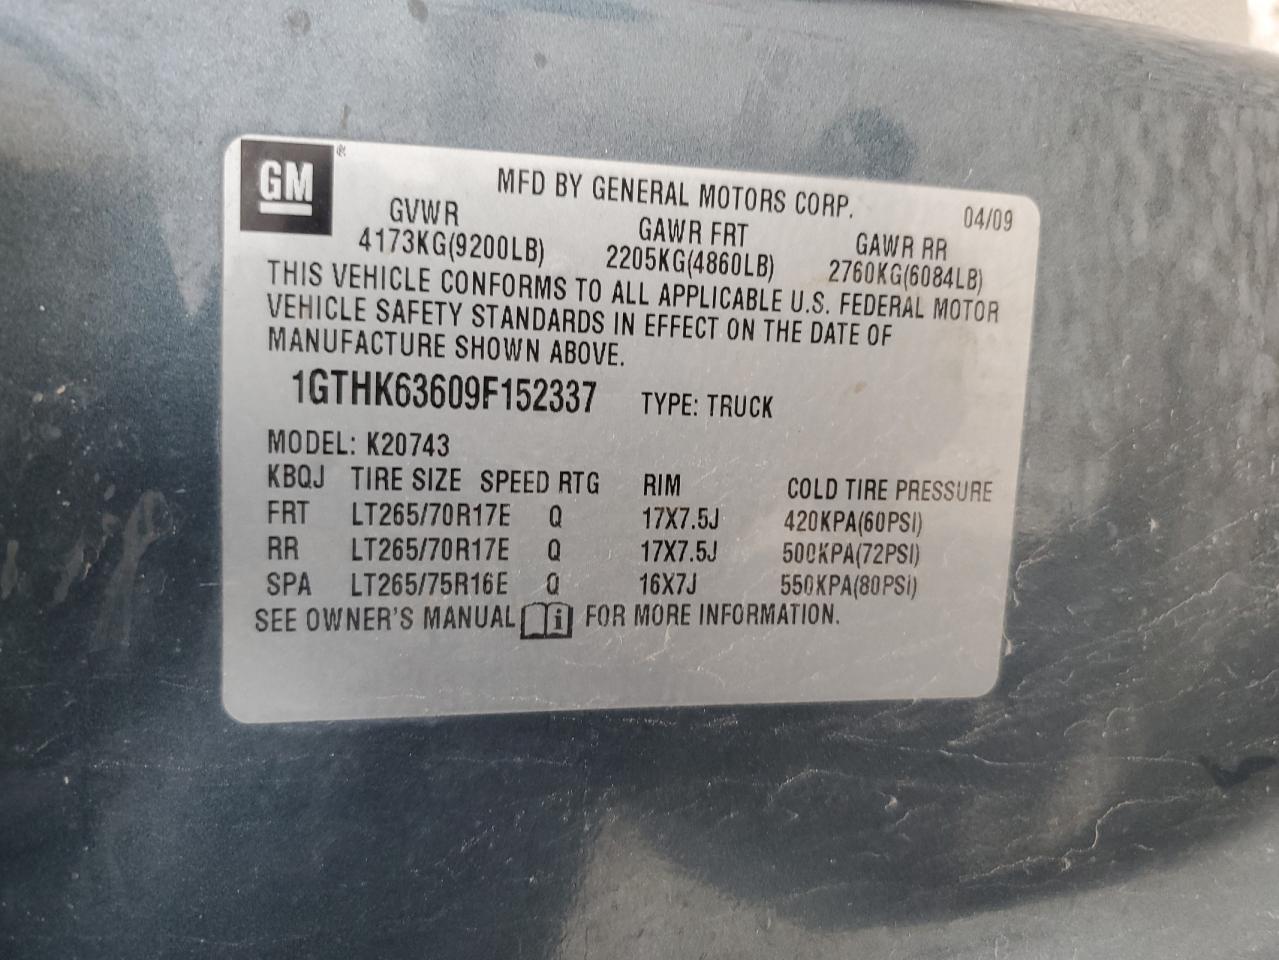 GM®
MFD BY GENERAL MOTORS CORP.
04/09
GVWR GAWR FRT GAWR RR
4173KG(9200LB) 2205KG(4860LB) 2760KG(6084LB)
THIS VEHICLE CONFORMS TO ALL APPLICABLE U.S. FEDERAL MOTOR
VEHICLE SAFETY STANDARDS IN EFFECT ON THE DATE OF
MANUFACTURE SHOWN ABOVE.
1GTHK63609F152337 TYPE: TRUCK
MODEL: K20743
KBQJ TIRE SIZE SPEED RTG RIM COLD TIRE PRESSURE
FRT LT265/70R17E Q 17X7.5J 420KPA(60PSI)
RR LT265/70R17E Q 17X7.5J 500KPA(72PSI)
SPA LT265/75R16E Q 16X7J 550KPA(80PSI)
SEE OWNER'S MANUAL i FOR MORE INFORMATION.